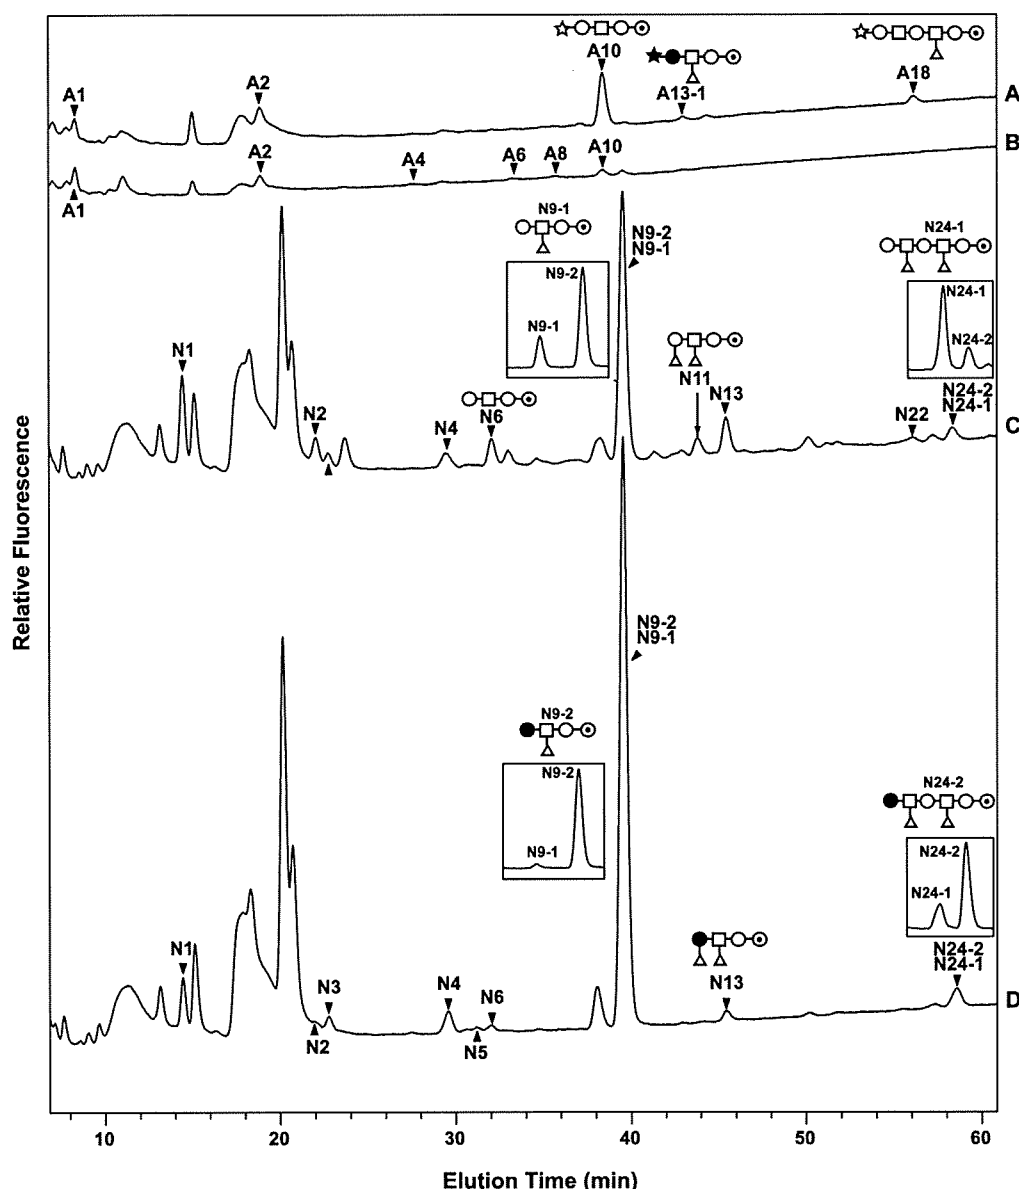 A10
A13-1
A18
A1
A2
A
B
A2
A4
A6
A8
A10
A1
N9-1
N9-2
N9-1
N9-2
N9-1
N24-1
N24-1
N24-2
N1
N2
N4
N6
N11
N13
N22
N24-2
N24-1
C
N9-2
N9-1
N9-2
N9-2
N9-1
N24-2
N24-2
N24-1
N24-2
N24-1
N1
N3
N2
N4
N6
N5
N13
D
10
20
30
40
50
60
Elution Time (min)
Relative Fluorescence